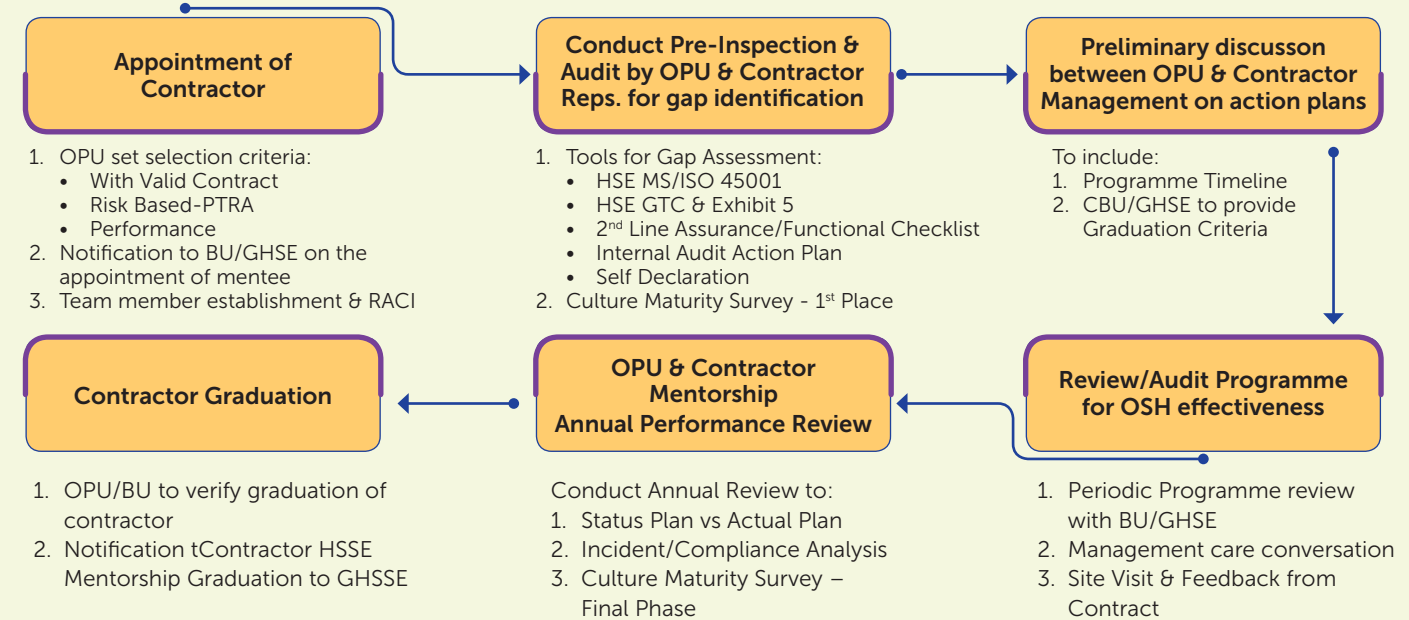 Appointment of
Contractor
1. OPU set selection criteria:
• With Valid Contract
• Risk Based-PTRA
• Performance
2. Notification to BU/GHSE on the
appointment of mentee
3. Team member establishment & RACI
Conduct Pre-Inspection &
Audit by OPU & Contractor
Reps. for gap identification
1. Tools for Gap Assessment:
• HSE MS/ISO 45001
• HSE GTC & Exhibit 5
• 2nd Line Assurance/Functional Checklist
• Internal Audit Action Plan
• Self Declaration
2. Culture Maturity Survey - 1st Place
Preliminary discusson
between OPU & Contractor
Management on action plans
To include:
1. Programme Timeline
2. CBU/GHSE to provide
Graduation Criteria
Review/Audit Programme
for OSH effectiveness
1. Periodic Programme review
with BU/GHSE
2. Management care conversation
3. Site Visit & Feedback from
Contract
OPU & Contractor
Mentorship
Annual Performance Review
Conduct Annual Review to:
1. Status Plan vs Actual Plan
2. Incident/Compliance Analysis
3. Culture Maturity Survey –
Final Phase
Contractor Graduation
1. OPU/BU to verify graduation of
contractor
2. Notification tContractor HSSE
Mentorship Graduation to GHSSE